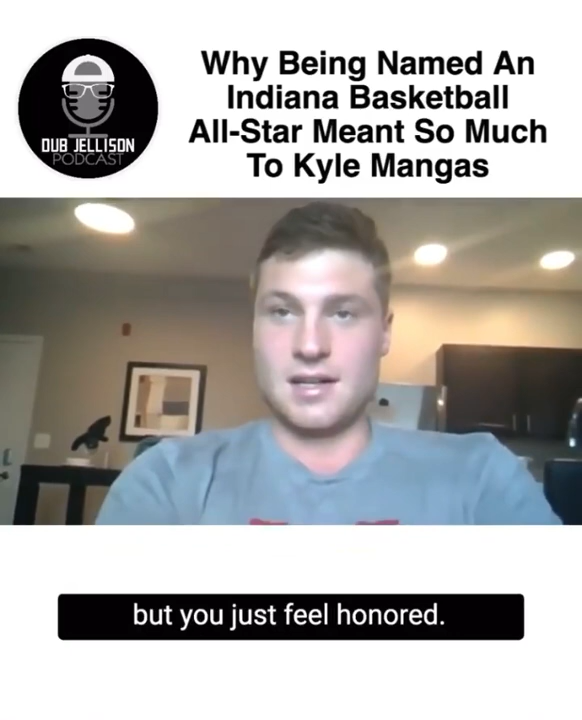 DUB JELLISON
PODCAST
Why Being Named An
Indiana Basketball
All-Star Meant So Much
To Kyle Mangas
but you just feel honored.